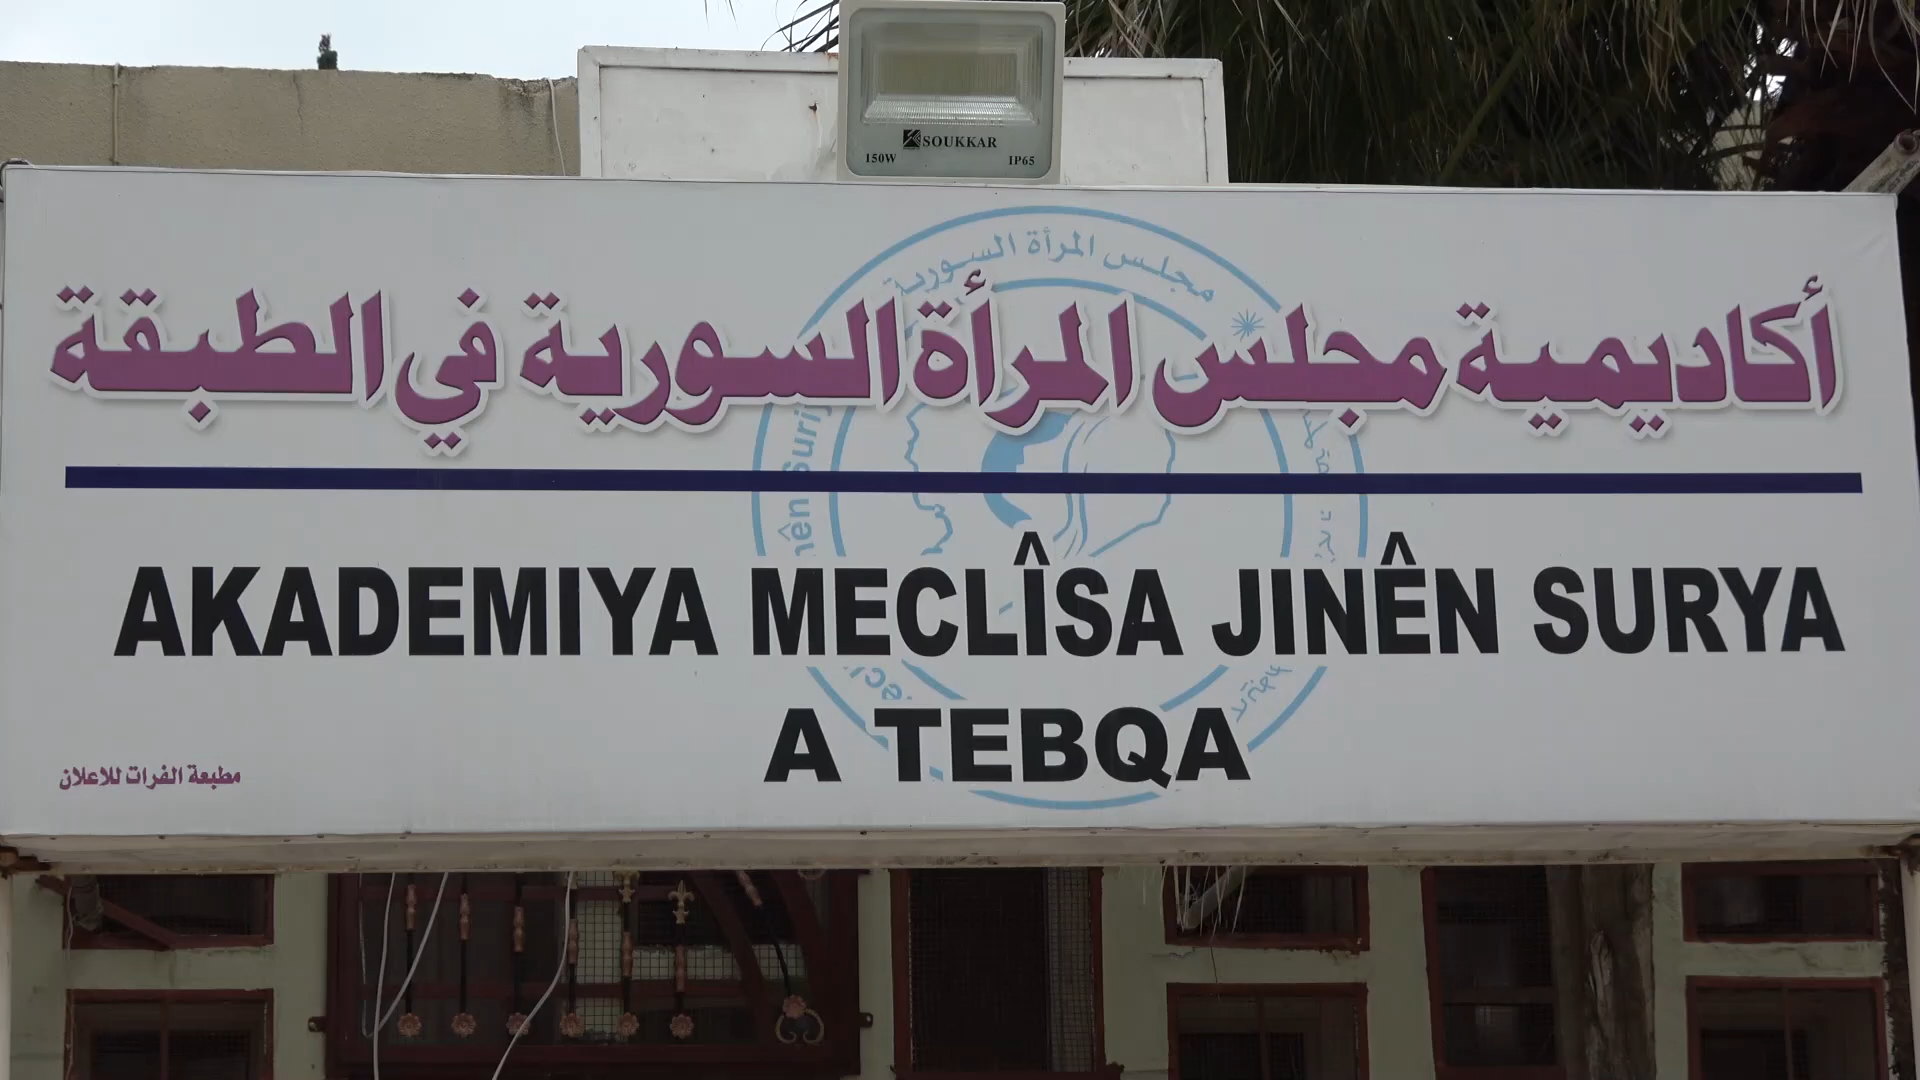 SOUKKAR
150W IP65
مجلس المرأة السورية
أكاديمية مجلس المرأة السورية في الطبقة
AKADEMIYA MECLÎSA JINÊN SURYA
A TEBQA
مطبعة الفرات للاعلان